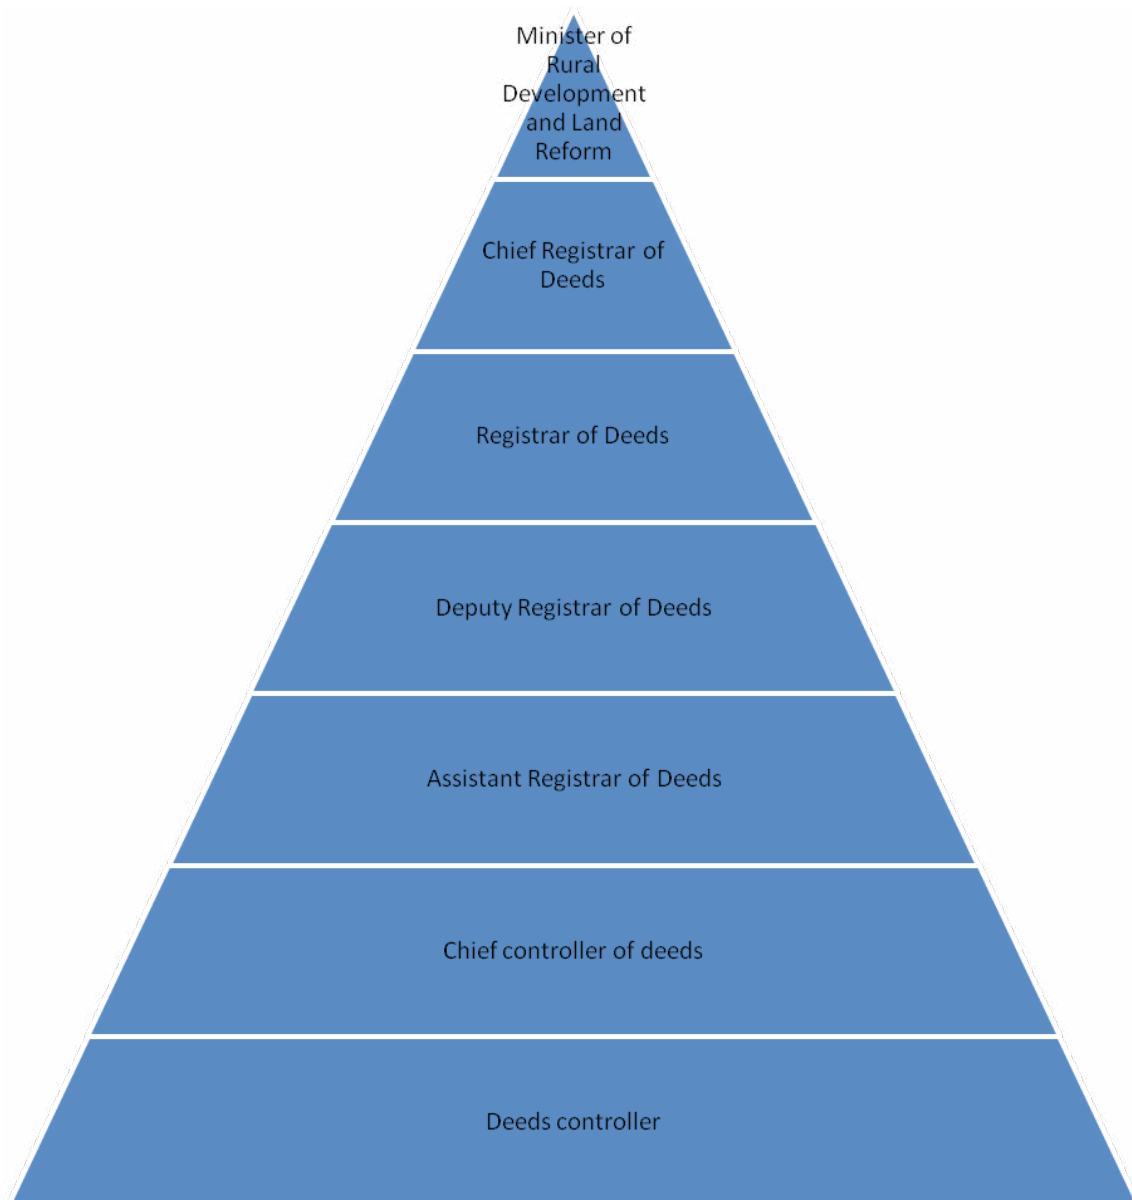 Minister of
Rural
Development
and Land
Reform
Chief Registrar of
Deeds
Registrar of Deeds
Deputy Registrar of Deeds
Assistant Registrar of Deeds
Chief controller of deeds
Deeds controller